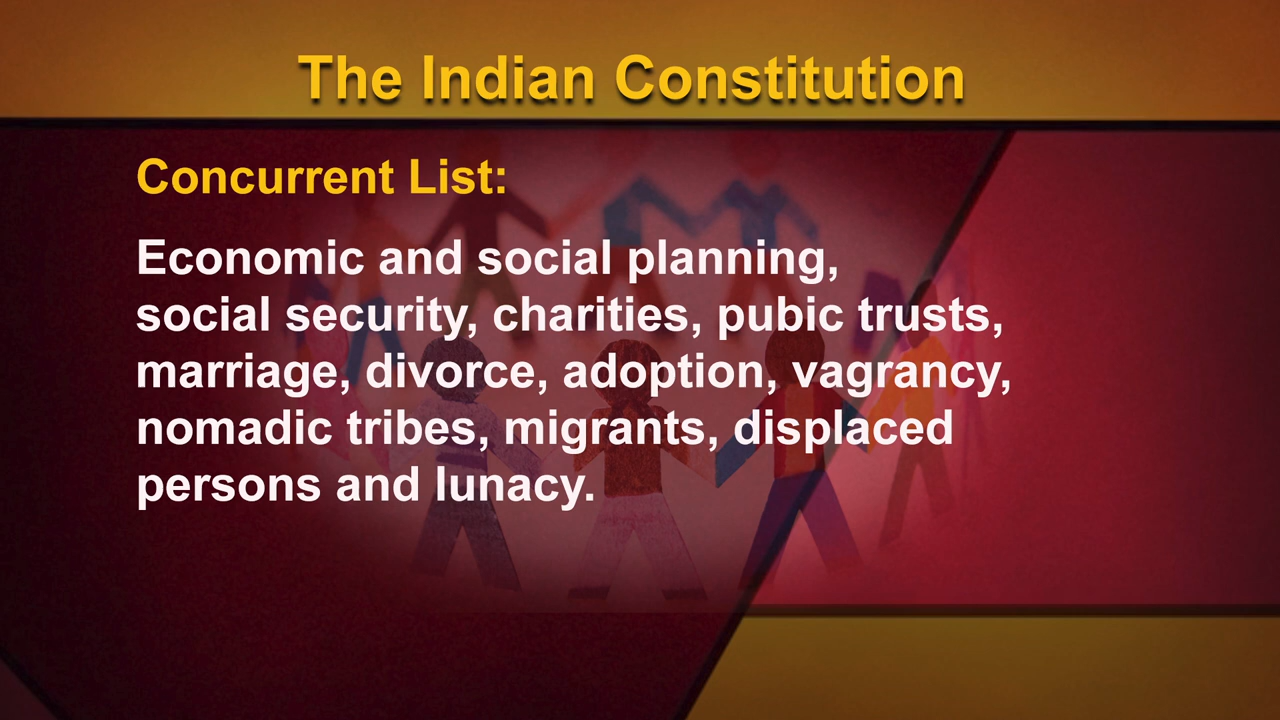 The Indian Constitution
Concurrent List:
Economic and social planning,
social security, charities, pubic trusts,
marriage, divorce, adoption, vagrancy,
nomadic tribes, migrants, displaced
persons and lunacy.